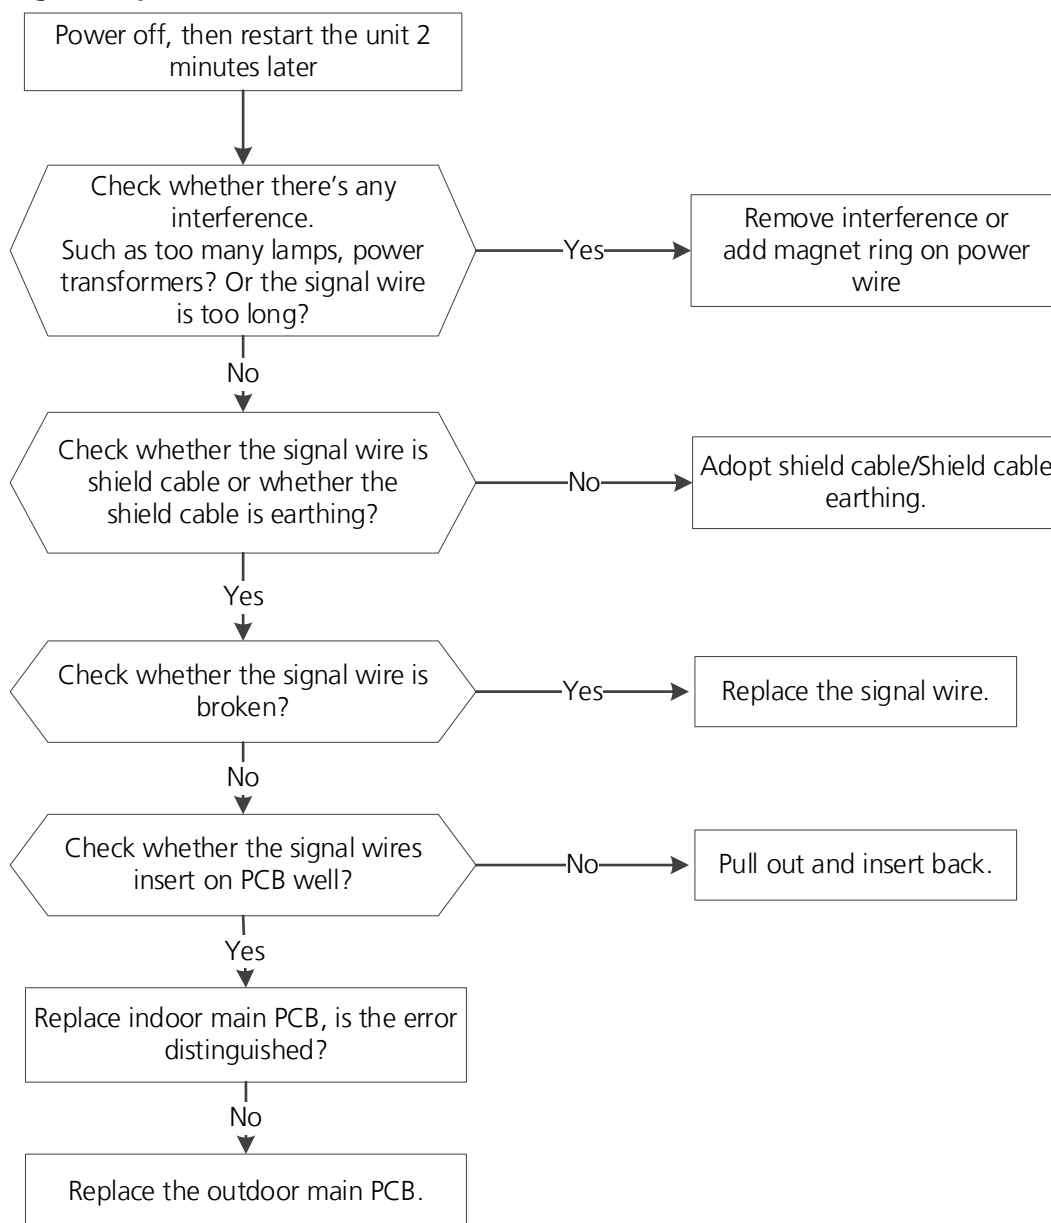 Power off, then restart the unit 2
minutes later
Check whether there's any
interference.
Such as too many lamps, power
transformers? Or the signal wire
is too long?
Yes
Remove interference or
add magnet ring on power
wire
No
Check whether the signal wire is
shield cable or whether the
shield cable is earthing?
No
Adopt shield cable/Shield cable
earthing.
Yes
Check whether the signal wire is
broken?
Yes
Replace the signal wire.
No
Check whether the signal wires
insert on PCB well?
No
Pull out and insert back.
Yes
Replace indoor main PCB, is the error
distinguished?
No
Replace the outdoor main PCB.